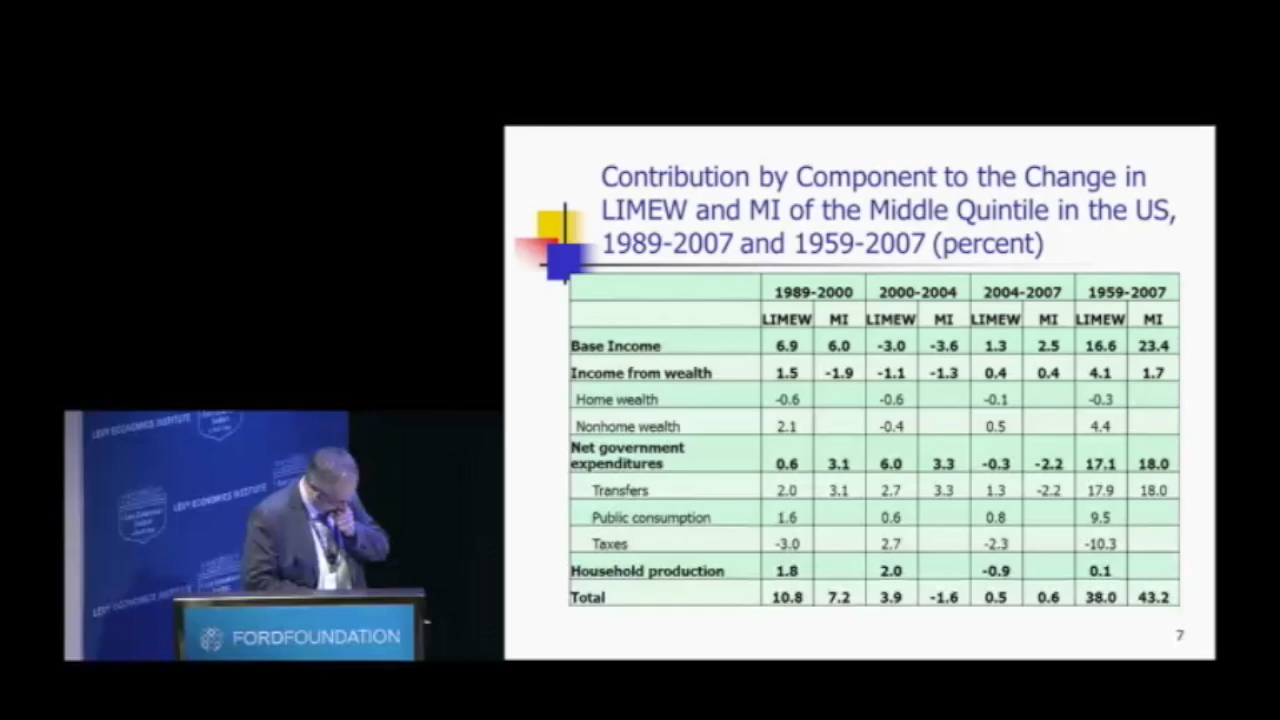 Contribution by Component to the Change in
LIMEW and MI of the Middle Quintile in the US,
1989-2007 and 1959-2007 (percent)
1989-2000 2000-2004 2004-2007 1959-2007
LIMEW MI LIMEW MI LIMEW MI LIMEW MI
Base Income 6.9 6.0 -3.0 -3.6 1.3 2.5 16.6 23.4
Income from wealth 1.5 -1.9 -1.1 -1.3 0.4 0.4 4.1 1.7
Home wealth -0.6 -0.6 -0.1 -0.3
Nonhome wealth 2.1 -0.4 0.5 4.4
Net government
expenditures 0.6 3.1 6.0 3.3 -0.3 -2.2 17.1 18.0
Transfers 2.0 3.1 2.7 3.3 1.3 -2.2 17.9 18.0
Public consumption 1.6 0.6 0.8 9.5
Taxes -3.0 2.7 -2.3 -10.3
Household production 1.8 2.0 -0.9 0.1
Total 10.8 7.2 3.9 -1.6 0.5 0.6 38.0 43.2
7
LEVY ECONOMICS INSTITUTE
LEVY ECONOMICS INSTITUTE
LEVY ECONOMICS INSTITUTE
FORDFOUNDATION